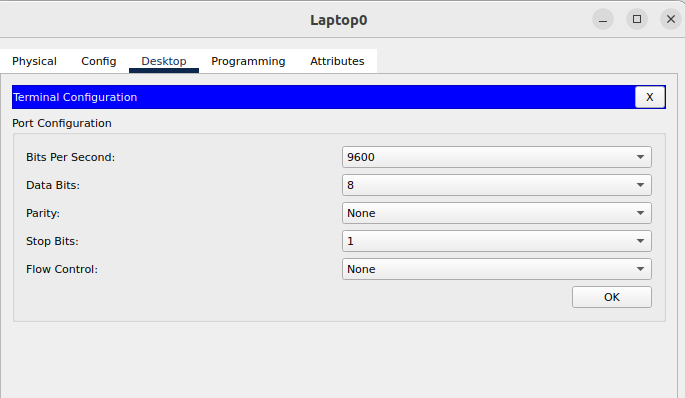 Laptop0
Physical Config Desktop Programming Attributes
Terminal Configuration X
Port Configuration
Bits Per Second: 9600
Data Bits: 8
Parity: None
Stop Bits: 1
Flow Control: None
OK